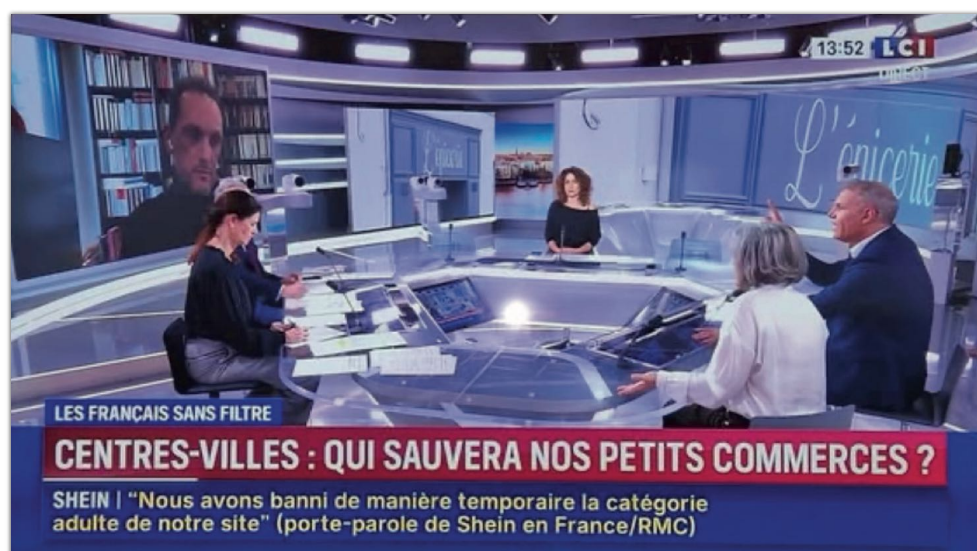 13:52 LCI
DIRECT
L'épicerie
L'épicerie
LES FRANÇAIS SANS FILTRE
CENTRES-VILLES : QUI SAUVERA NOS PETITS COMMERCES ?
SHEIN | "Nous avons banni de manière temporaire la catégorie
adulte de notre site" (porte-parole de Shein en France/RMC)